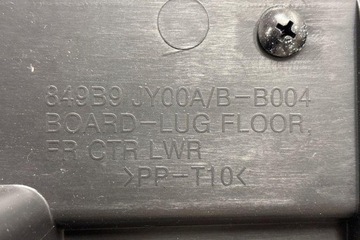 849B9 JY00A/B-B004
BOARD-LUG FLOOR,
FR CTR LWR
>PP-T10<